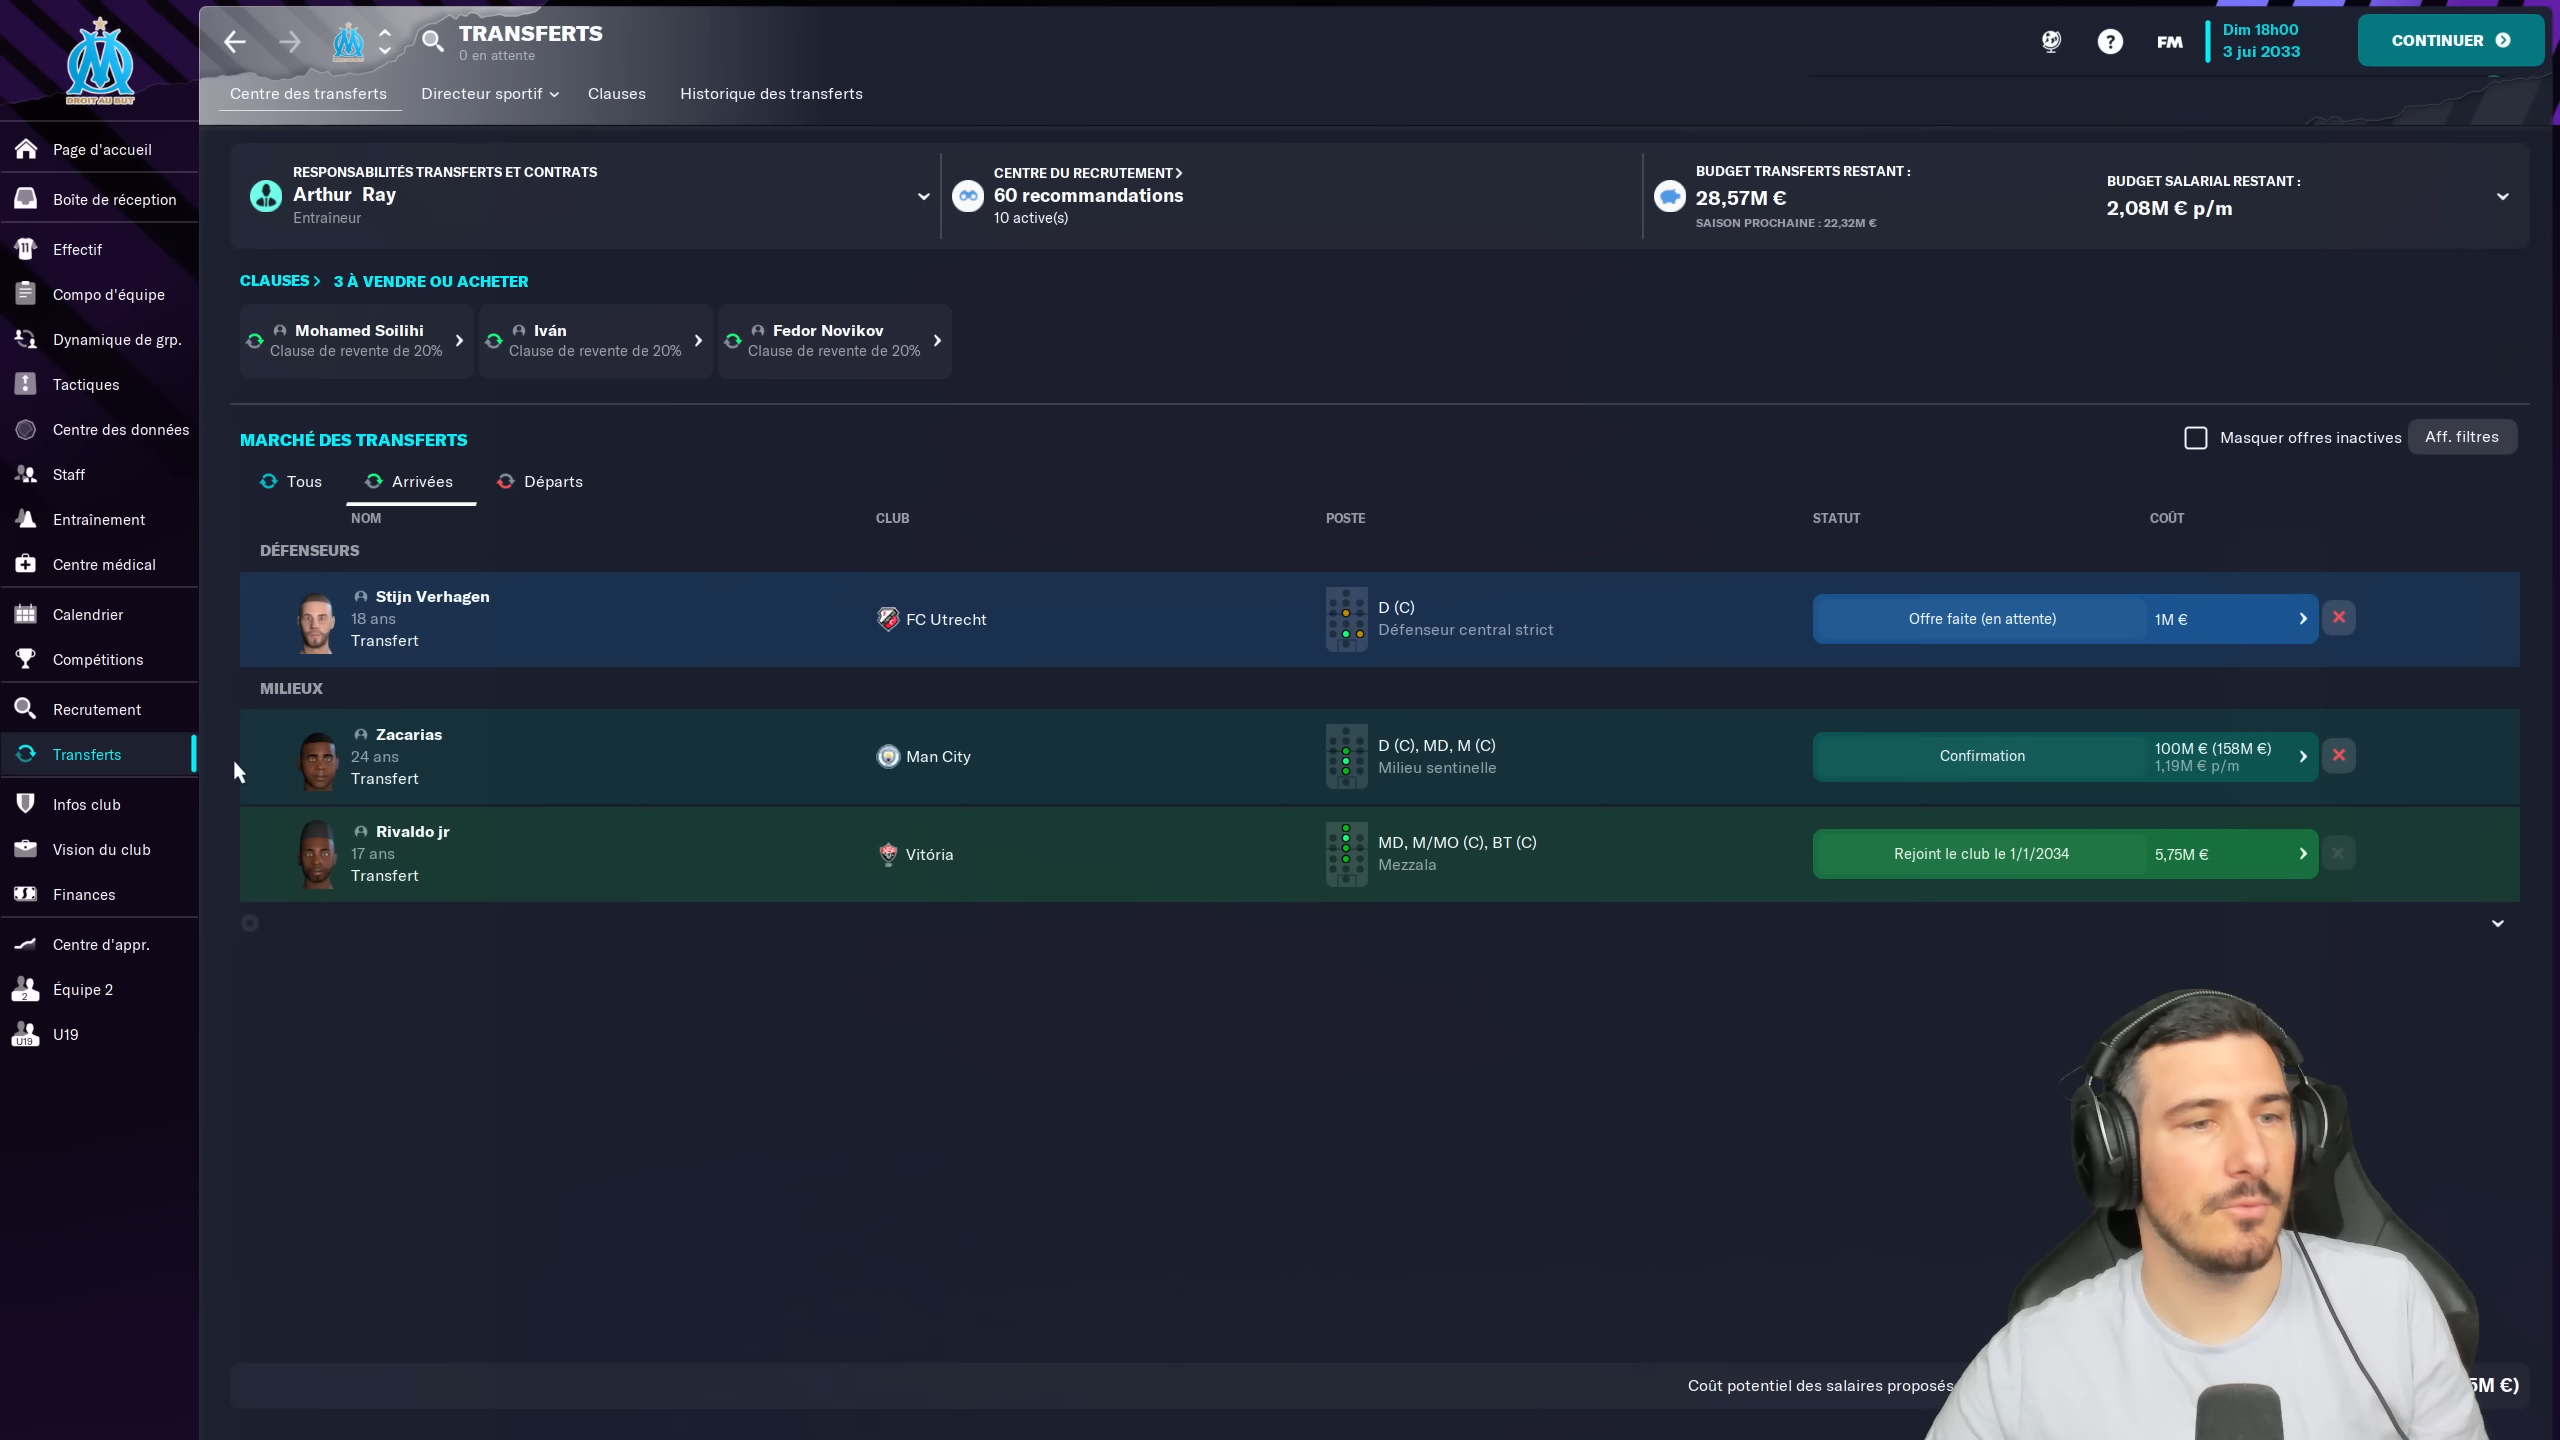 DROIT AU BUT
TRANSFERTS
0 en attente
FM
Dim 18h00
3 jui 2033
CONTINUER
Centre des transferts
Directeur sportif
Clauses
Historique des transferts
Page d'accueil
Boîte de réception
Effectif
Compo d'équipe
Dynamique de grp.
Tactiques
Centre des données
Staff
Entraînement
Centre médical
Calendrier
Compétitions
Recrutement
Transferts
Infos club
Vision du club
Finances
Centre d'appr.
2
Équipe 2
U19
U19
RESPONSABILITÉS TRANSFERTS ET CONTRATS
Arthur Ray
Entraîneur
CENTRE DU RECRUTEMENT
60 recommandations
10 active(s)
BUDGET TRANSFERTS RESTANT :
28,57M €
SAISON PROCHAINE : 22,32M €
BUDGET SALARIAL RESTANT :
2,08M € p/m
CLAUSES
3 À VENDRE OU ACHETER
Mohamed Soilihi
Clause de revente de 20%
Iván
Clause de revente de 20%
Fedor Novikov
Clause de revente de 20%
MARCHÉ DES TRANSFERTS
Masquer offres inactives
Aff. filtres
Tous
Arrivées
Départs
NOM
CLUB
POSTE
STATUT
COÛT
DÉFENSEURS
Stijn Verhagen
18 ans
Transfert
FC Utrecht
D (C)
Défenseur central strict
Offre faite (en attente)
1M €
MILIEUX
Zacarias
24 ans
Transfert
Man City
D (C), MD, M (C)
Milieu sentinelle
Confirmation
100M € (158M €)
1,19M € p/m
Rivaldo jr
17 ans
Transfert
Vitória
MD, M/MO (C), BT (C)
Mezzala
Rejoint le club le 1/1/2034
5,75M €
Coût potentiel des salaires proposés
5M €)